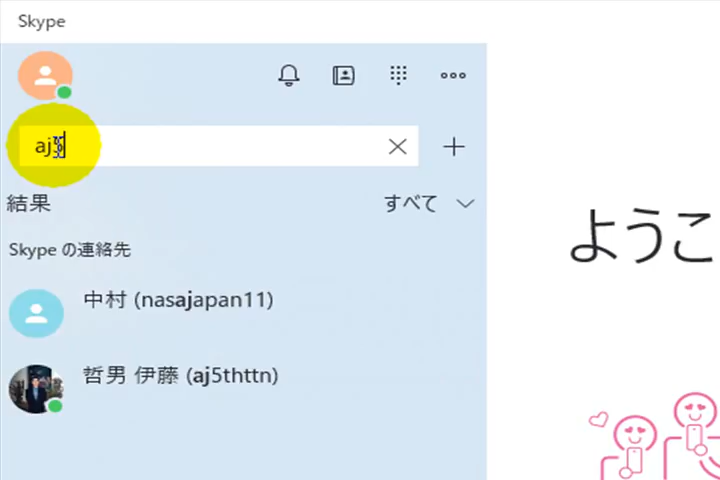 Skype
aj5
結果 すべて
Skype の連絡先
中村 (nasajapan11)
哲男 伊藤 (aj5thttn)
ようこ